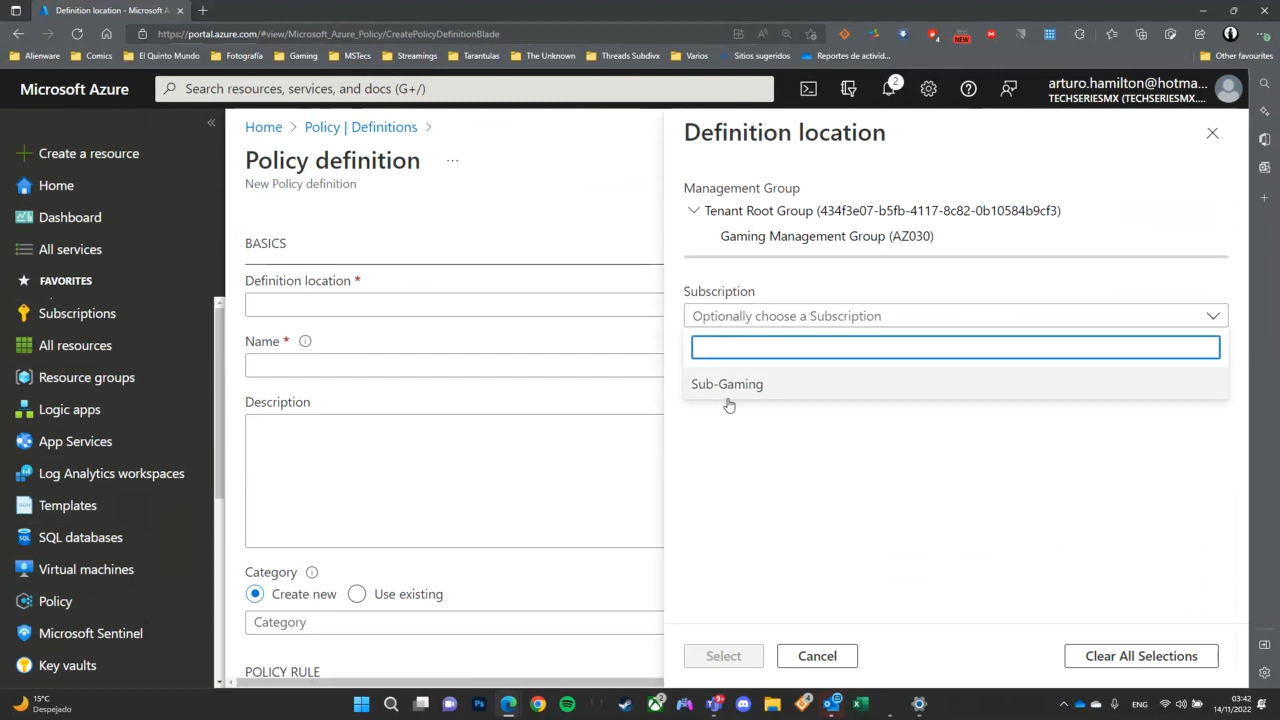 Definition location - Microsoft A
https://portal.azure.com/#view/Microsoft_Azure_Policy/CreatePolicyDefinitionBlade
4
NEW
Alienware
Comics
El Quinto Mundo
Fotografía
Gaming
MSTecs
Streamings
Tarantulas
The Unknown
Threads Subdivx
Varios
Sitios sugeridos
Reportes de activid...
Other favourites
Microsoft Azure
Search resources, services, and docs (G+/)
2
arturo.hamilton@hotma...
TECHSERIESMX (TECHSERIESMX....
Create a resource
Home
Dashboard
All services
FAVORITES
Subscriptions
All resources
Resource groups
Logic apps
App Services
Log Analytics workspaces
Templates
SQL databases
Virtual machines
Policy
Microsoft Sentinel
Key vaults
Home > Policy | Definitions >
Policy definition ...
New Policy definition
BASICS
Definition location *
Name *
Description
Category
Create new
Use existing
Category
POLICY RULE
Definition location
Management Group
Tenant Root Group (434f3e07-b5fb-4117-8c82-0b10584b9cf3)
Gaming Management Group (AZ030)
Subscription
Optionally choose a Subscription
Sub-Gaming
Select
Cancel
Clear All Selections
15°C
Despejado
ENG
03:42
14/11/2022